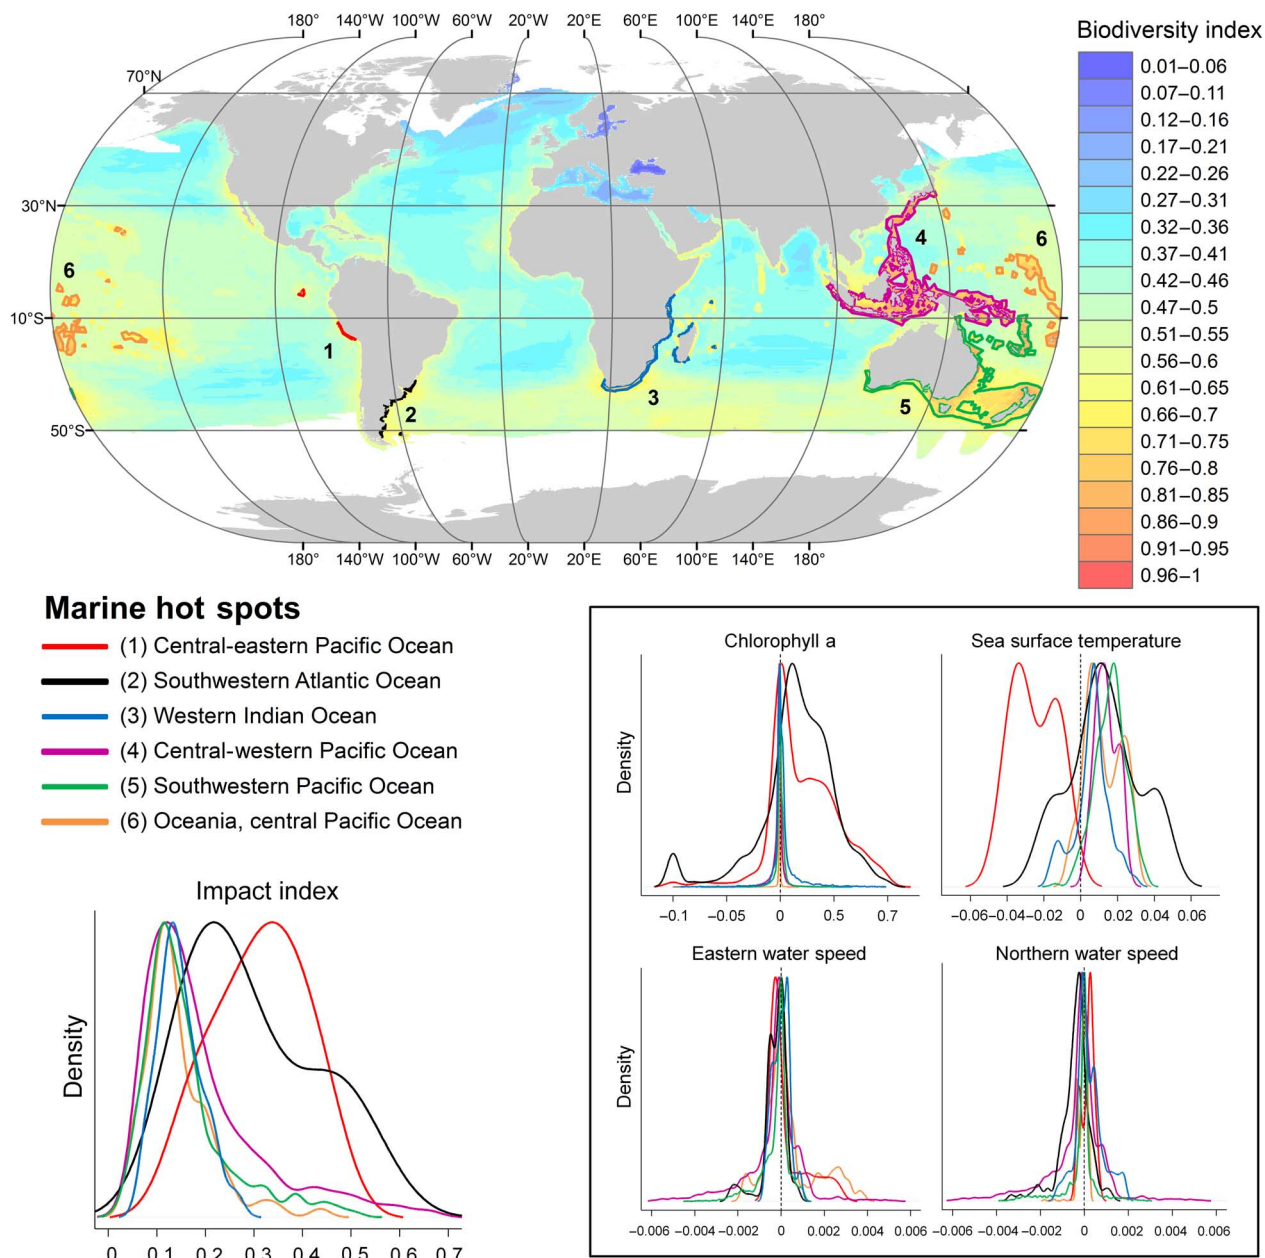 180° 140°W 100°W 60°W 20°W 20°E 60°E 100°E 140°E 180°
Biodiversity index
70°N
30°N
10°S
50°S
6
1
2
3
4
5
6
180° 140°W 100°W 60°W 20°W 20°E 60°E 100°E 140°E 180°
0.01–0.06
0.07–0.11
0.12–0.16
0.17–0.21
0.22–0.26
0.27–0.31
0.32–0.36
0.37–0.41
0.42–0.46
0.47–0.5
0.51–0.55
0.56–0.6
0.61–0.65
0.66–0.7
0.71–0.75
0.76–0.8
0.81–0.85
0.86–0.9
0.91–0.95
0.96–1
Marine hot spots
(1) Central-eastern Pacific Ocean
(2) Southwestern Atlantic Ocean
(3) Western Indian Ocean
(4) Central-western Pacific Ocean
(5) Southwestern Pacific Ocean
(6) Oceania, central Pacific Ocean
Impact index
Density
0 0.1 0.2 0.3 0.4 0.5 0.6 0.7
Chlorophyll a
Density
−0.1 −0.05 0 0.5 0.7
Sea surface temperature
−0.06 −0.04 −0.02 0 0.02 0.04 0.06
Eastern water speed
Density
−0.006 −0.004 −0.002 0 0.002 0.004 0.006
Northern water speed
−0.006 −0.004 −0.002 0 0.002 0.004 0.006